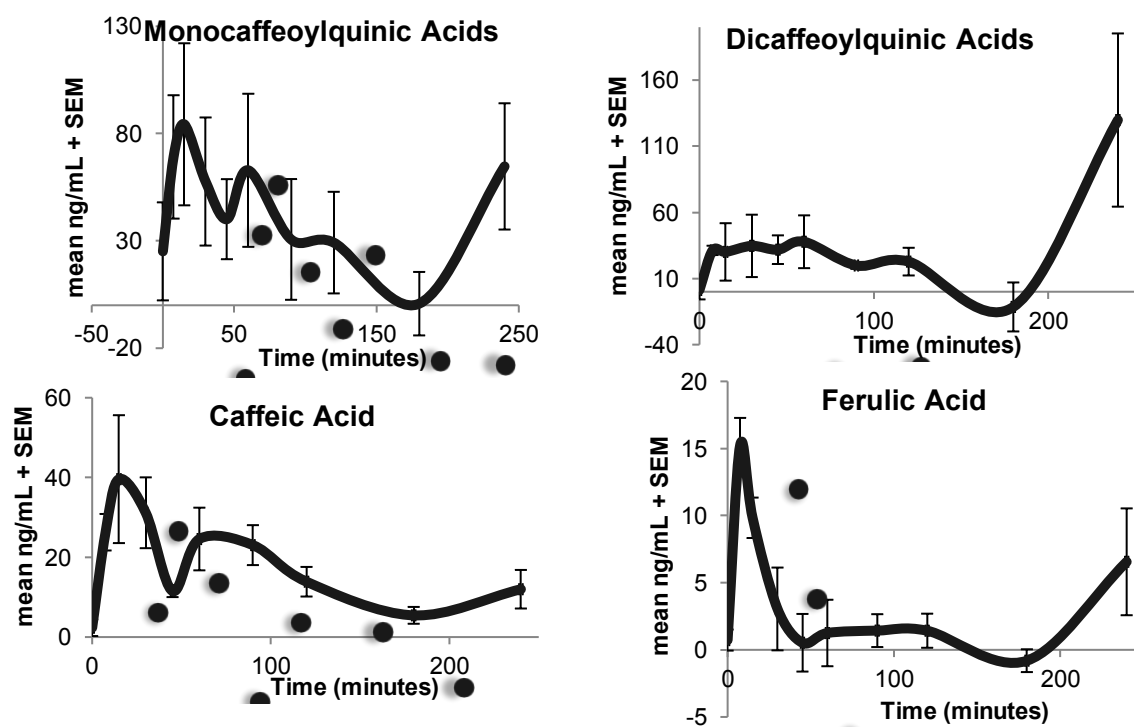 Monocaffeoylquinic Acids
mean ng/mL + SEM
130
80
30
-20
-50
0
50
100
150
200
250
Time (minutes)
Dicaffeoylquinic Acids
mean ng/mL + SEM
160
110
60
10
-40
0
100
200
Time (minutes)
Caffeic Acid
mean ng/mL + SEM
60
40
20
0
0
100
200
Time (minutes)
Ferulic Acid
mean ng/mL + SEM
20
15
10
5
0
-5
0
100
200
Time (minutes)